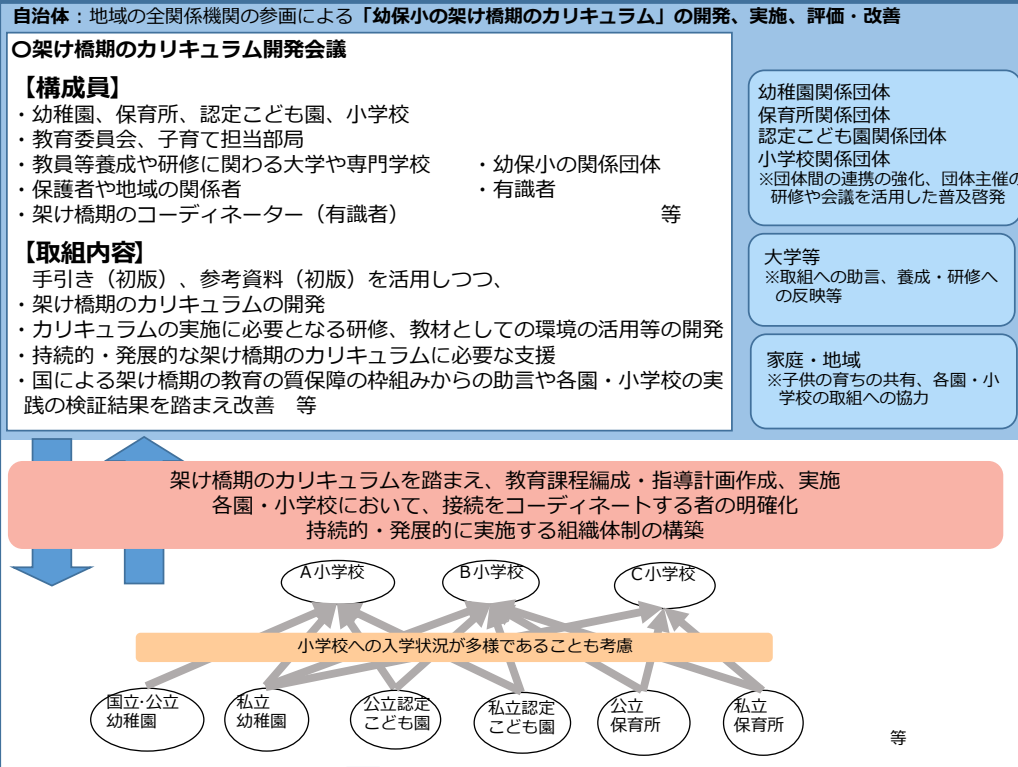 自治体：地域の全関係機関の参画による「幼保小の架け橋期のカリキュラム」の開発、実施、評価・改善
〇架け橋期のカリキュラム開発会議
【構成員】
・幼稚園、保育所、認定こども園、小学校
・教育委員会、子育て担当部局
・教員等養成や研修に関わる大学や専門学校　・幼保小の関係団体
・保護者や地域の関係者　・有識者
・架け橋期のコーディネーター（有識者）　等
【取組内容】
手引き（初版）、参考資料（初版）を活用しつつ、
・架け橋期のカリキュラムの開発
・カリキュラムの実施に必要となる研修、教材としての環境の活用等の開発
・持続的・発展的な架け橋期のカリキュラムに必要な支援
・国による架け橋期の教育の質保障の枠組みからの助言や各園・小学校の実
践の検証結果を踏まえ改善　等
幼稚園関係団体
保育所関係団体
認定こども園関係団体
小学校関係団体
※団体間の連携の強化、団体主催の
研修や会議を活用した普及啓発
大学等
※取組への助言、養成・研修へ
の反映等
家庭・地域
※子供の育ちの共有、各園・小
学校の取組への協力
架け橋期のカリキュラムを踏まえ、教育課程編成・指導計画作成、実施
各園・小学校において、接続をコーディネートする者の明確化
持続的・発展的に実施する組織体制の構築
A小学校
B小学校
C小学校
小学校への入学状況が多様であることも考慮
国立・公立
幼稚園
私立
幼稚園
公立認定
こども園
私立認定
こども園
公立
保育所
私立
保育所
等